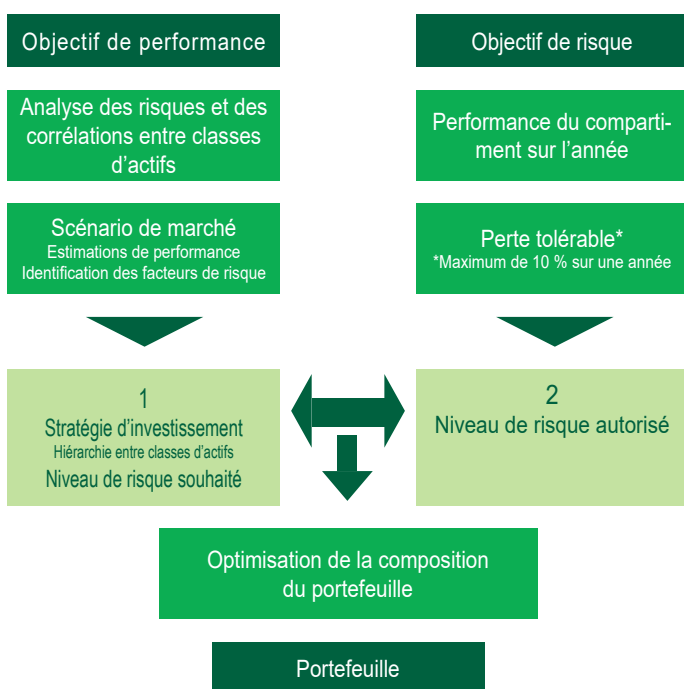 Objectif de performance
Analyse des risques et des
corrélations entre classes
d'actifs
Scénario de marché
Estimations de performance
Identification des facteurs de risque
1
Stratégie d'investissement
Hiérarchie entre classes d'actifs
Niveau de risque souhaité
Objectif de risque
Performance du comparti-
ment sur l'année
Perte tolérable*
*Maximum de 10 % sur une année
2
Niveau de risque autorisé
Optimisation de la composition
du portefeuille
Portefeuille